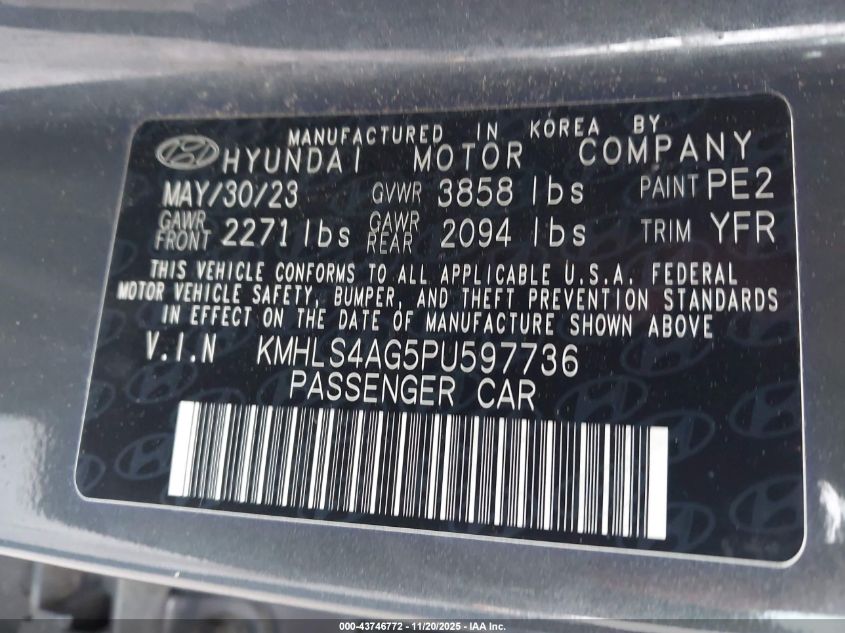 MANUFACTURED IN KOREA BY
HYUNDAI MOTOR COMPANY
MAY/30/23 GVWR 3858 lbs PAINT PE2
GAWR FRONT 2271 lbs GAWR REAR 2094 lbs TRIM YFR
THIS VEHICLE CONFORMS TO ALL APPLICABLE U.S.A. FEDERAL
MOTOR VEHICLE SAFETY, BUMPER, AND THEFT PREVENTION STANDARDS
IN EFFECT ON THE DATE OF MANUFACTURE SHOWN ABOVE
V.I.N KMHLS4AG5PU597736
PASSENGER CAR
000-43746772 - 11/20/2025 - IAA, Inc.